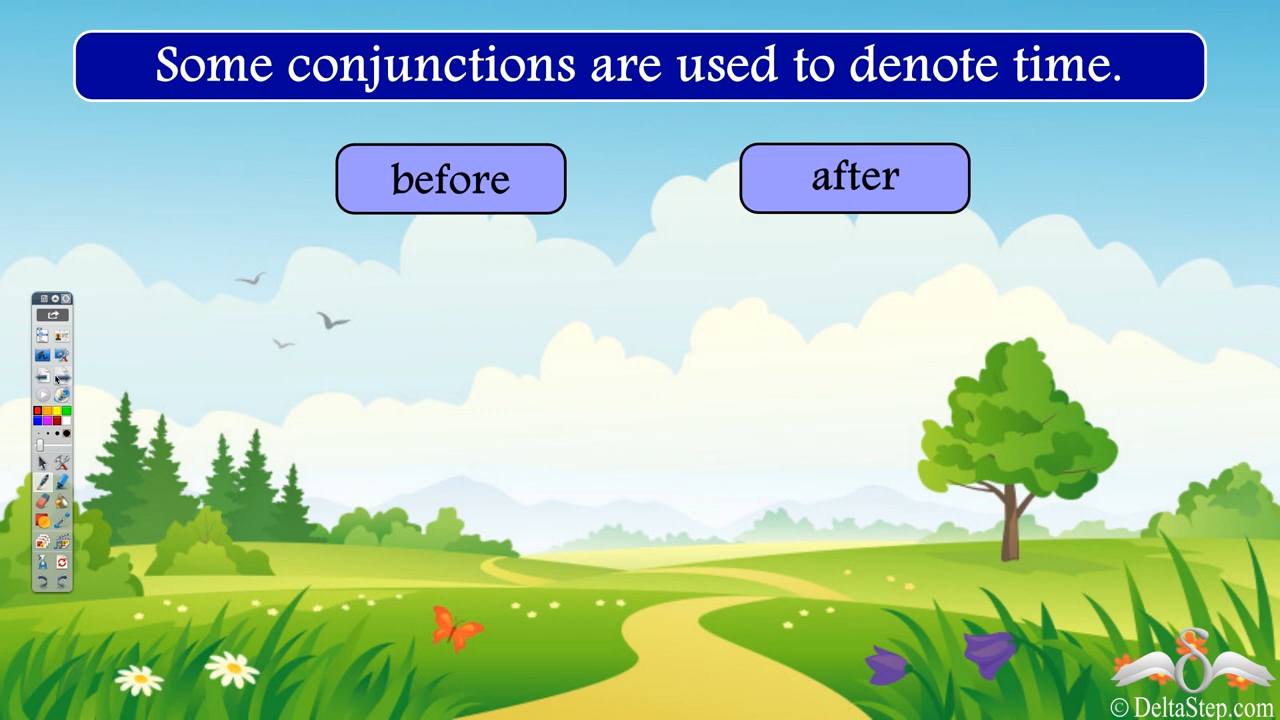 Some conjunctions are used to denote time.
before
after
© DeltaStep.com